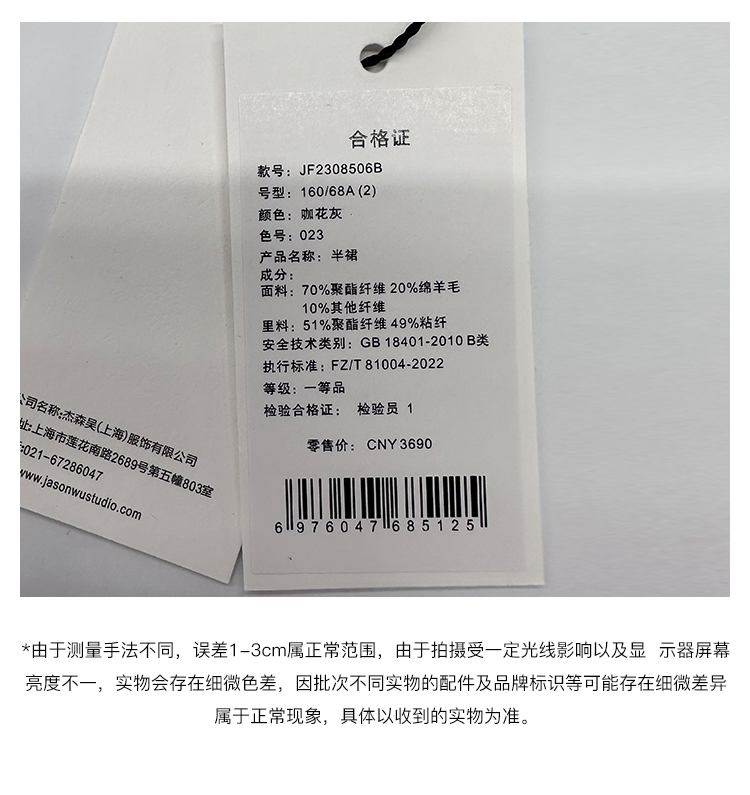 合格证
款号：JF2308506B
号型：160/68A (2)
颜色：咖花灰
色号：023
产品名称：半裙
成分：
面料：70%聚酯纤维 20%绵羊毛
10%其他纤维
里料：51%聚酯纤维 49%粘纤
安全技术类别：GB 18401-2010 B类
执行标准：FZ/T 81004-2022
等级：一等品
检验合格证： 检验员 1
零售价： CNY 3690
6 976047 685125
公司名称:杰森吴(上海)服饰有限公司
址:上海市莲花南路2689号第五幢803室
:021-67286047
www.jasonwustudio.com
*由于测量手法不同，误差1-3cm属正常范围，由于拍摄受一定光线影响以及显 示器屏幕
亮度不一，实物会存在细微色差，因批次不同实物的配件及品牌标识等可能存在细微差异
属于正常现象，具体以收到的实物为准。